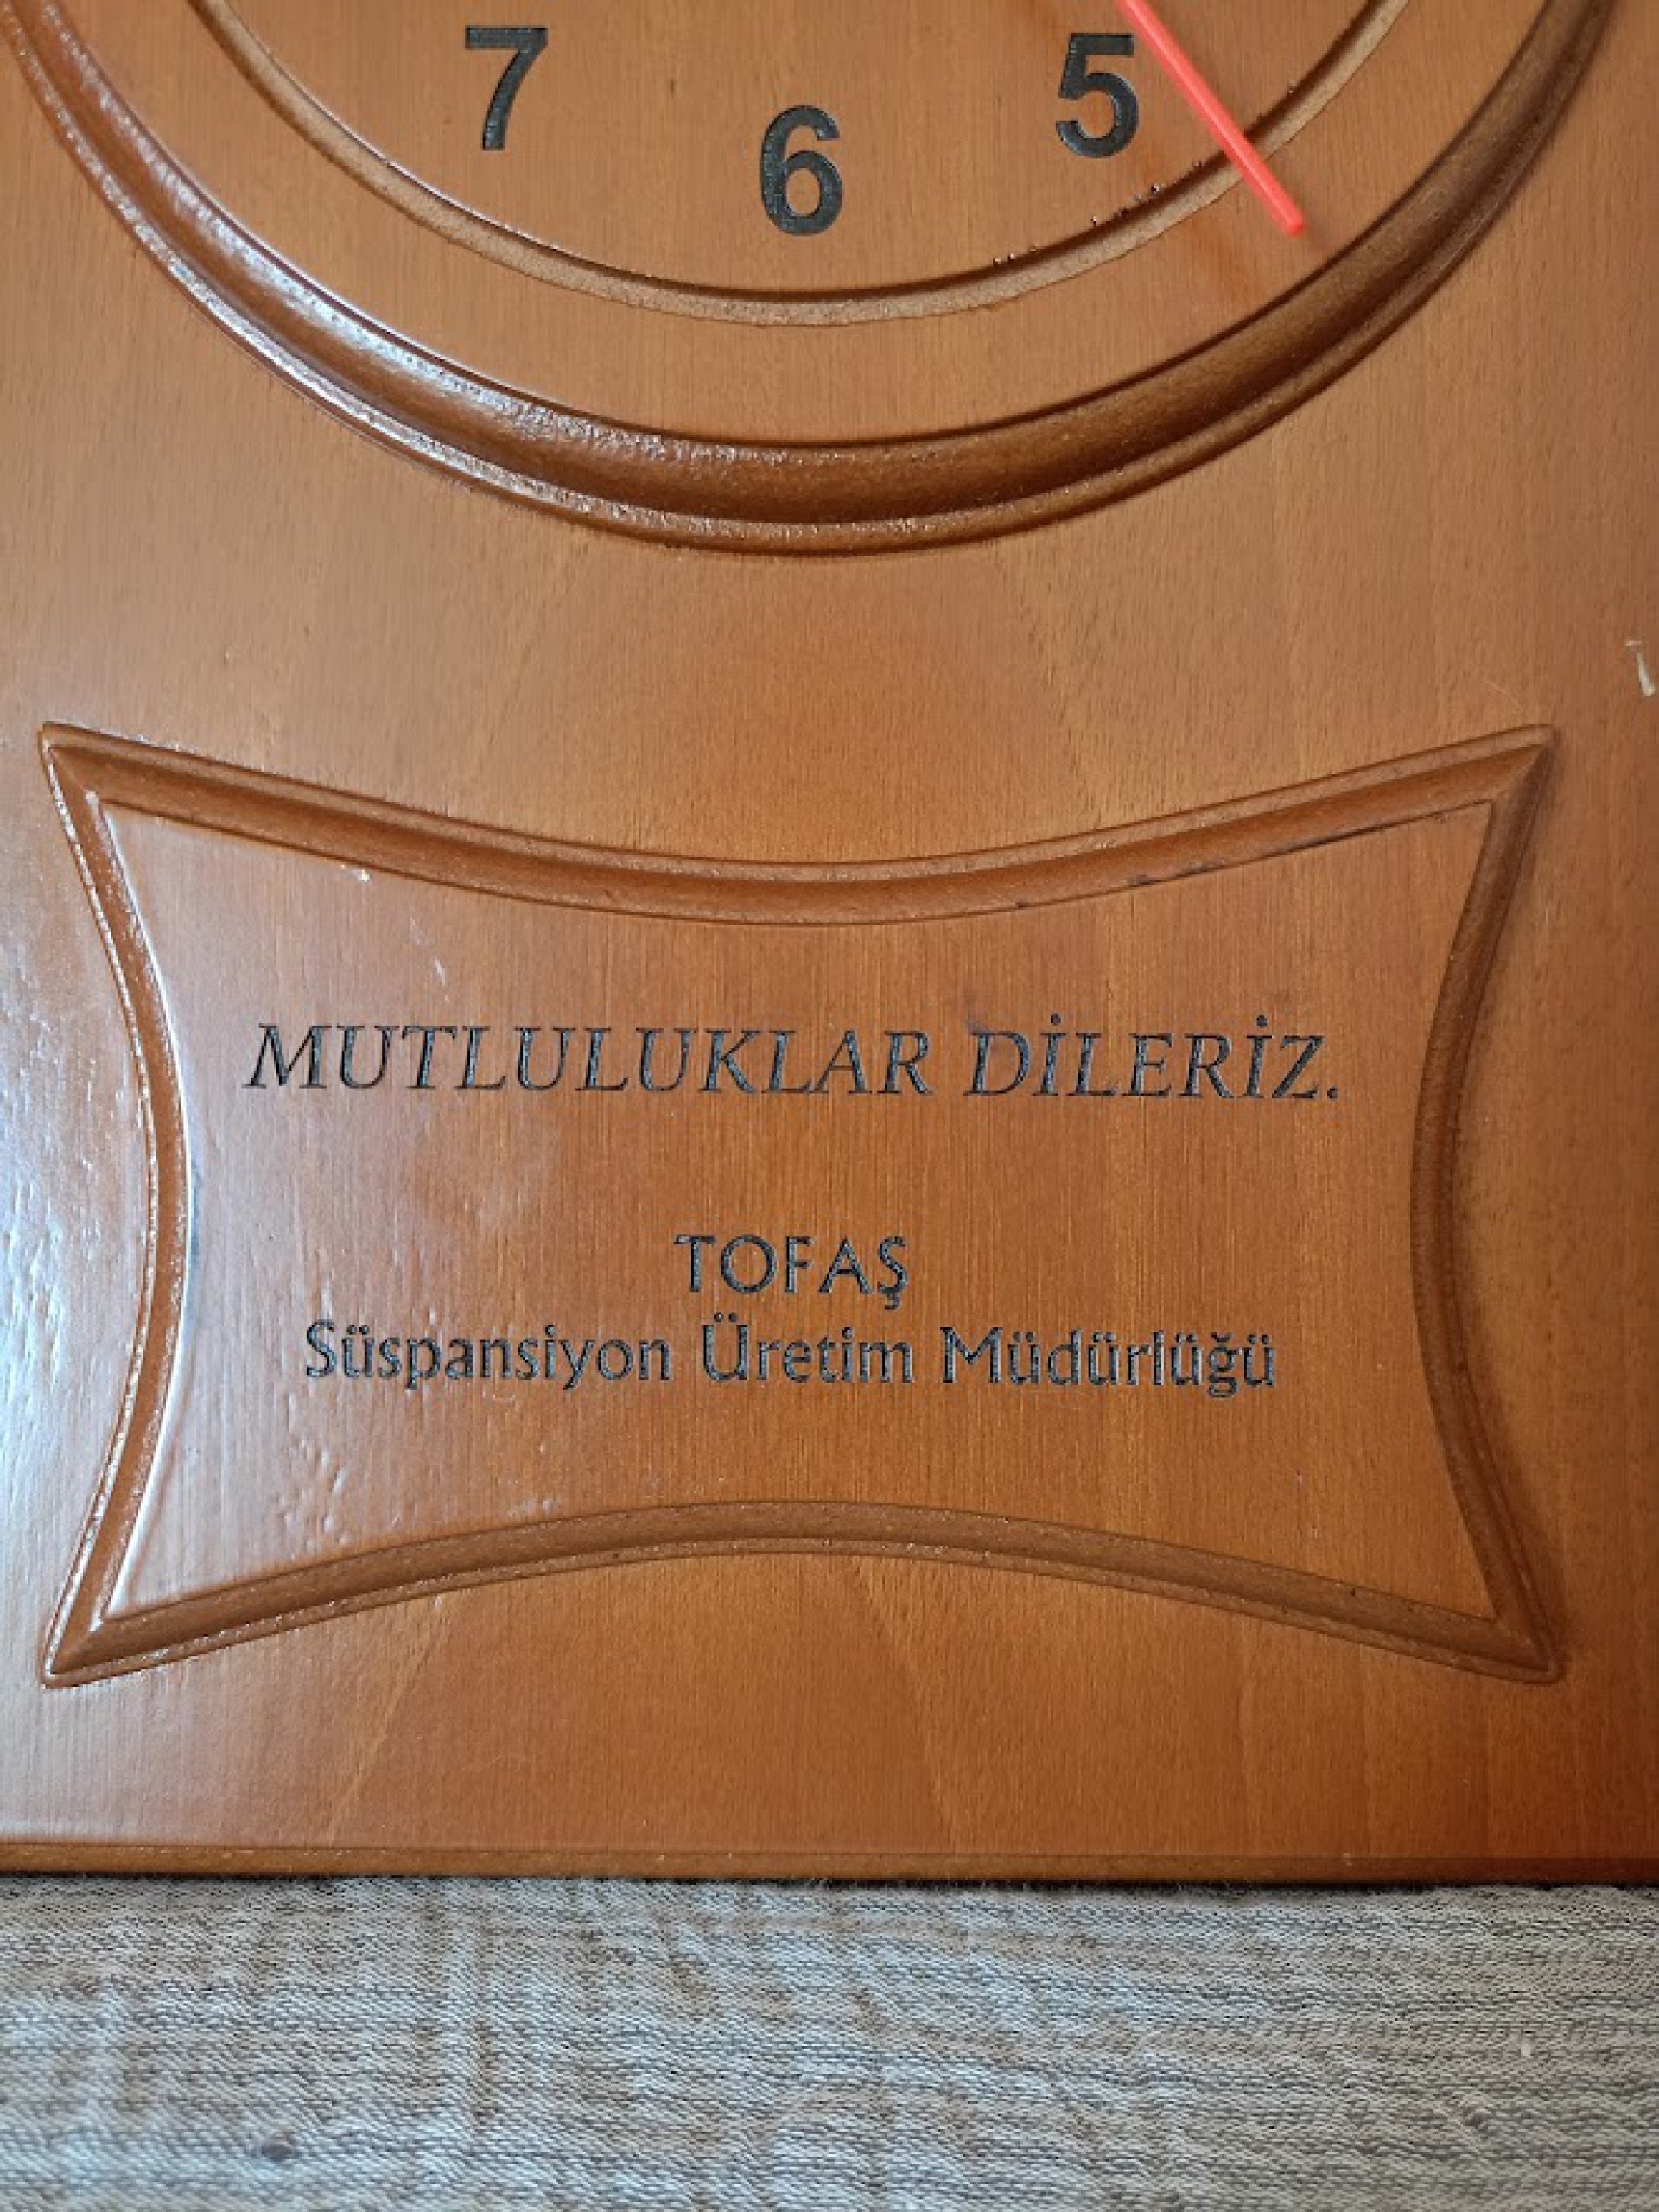 7 6 5
MUTLULUKLAR DİLERİZ.
TOFAŞ
Süspansiyon Üretim Müdürlüğü